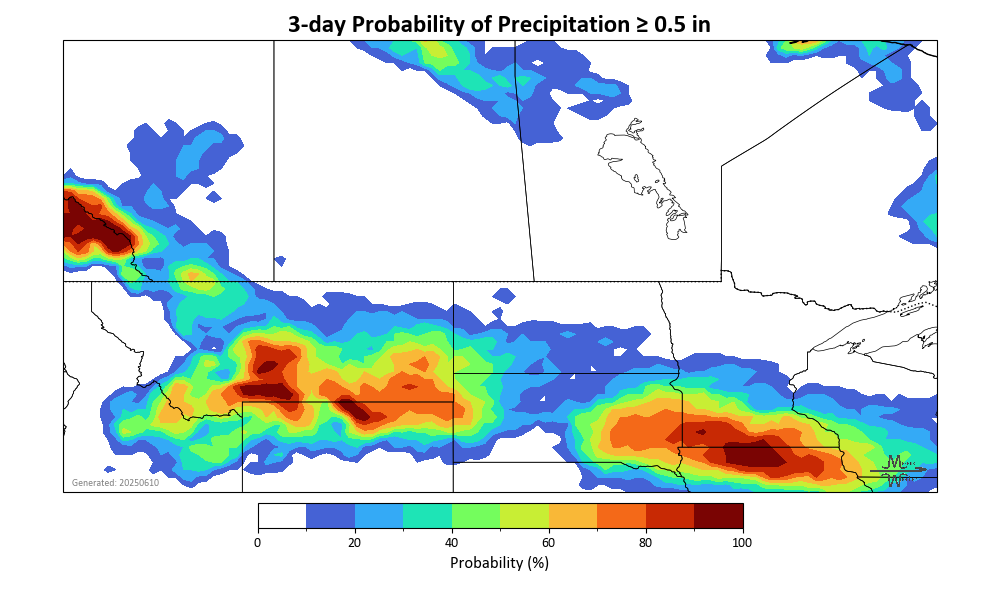 3-day Probability of Precipitation ≥ 0.5 in
Generated: 20250610
0 20 40 60 80 100
Probability (%)